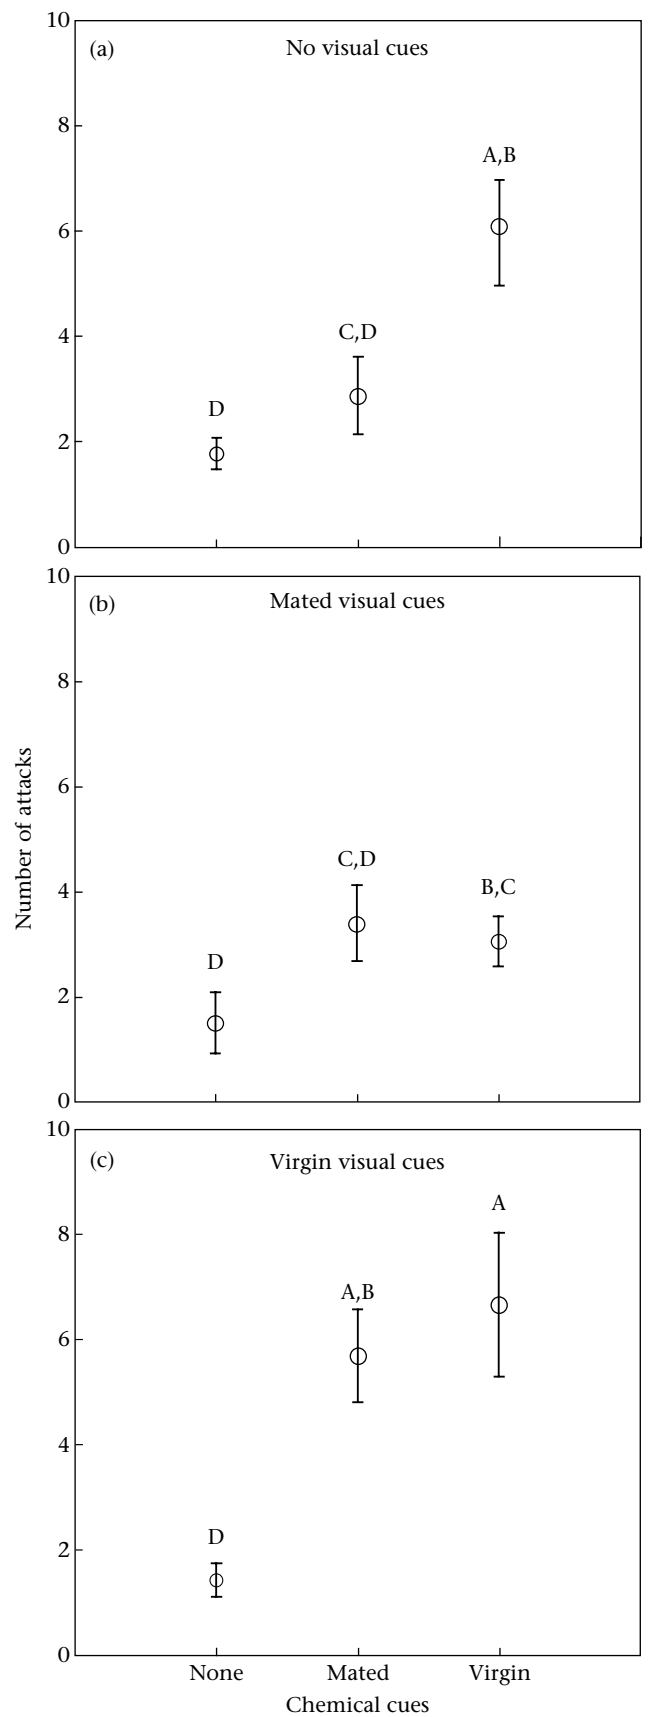 10
(a)
No visual cues
8
A,B
6
4
C,D
D
2
0
10
(b)
Mated visual cues
8
6
Number of attacks
C,D
4
B,C
D
2
0
10
(c)
Virgin visual cues
8
A
A,B
6
4
D
2
0
None Mated Virgin
Chemical cues